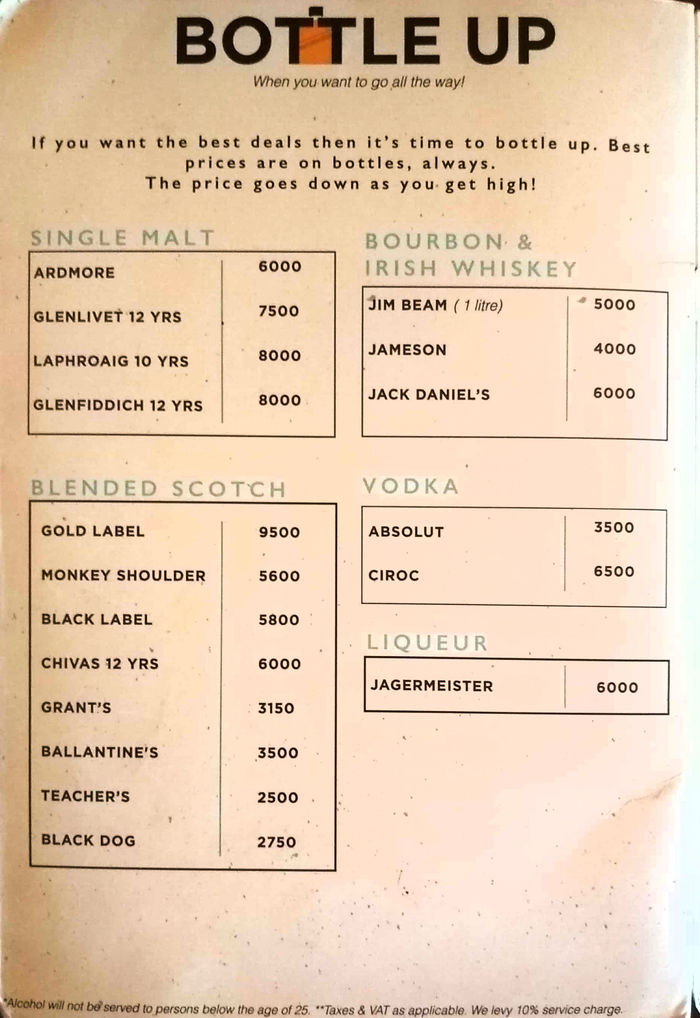 BOTTLE UP
When you want to go all the way!
If you want the best deals then it's time to bottle up. Best
prices are on bottles, always.
The price goes down as you get high!
SINGLE MALT
ARDMORE 6000
GLENLIVET 12 YRS 7500
LAPHROAIG 10 YRS 8000
GLENFIDDICH 12 YRS 8000
BLENDED SCOTCH
GOLD LABEL 9500
MONKEY SHOULDER 5600
BLACK LABEL 5800
CHIVAS 12 YRS 6000
GRANT'S 3150
BALLANTINE'S 3500
TEACHER'S 2500
BLACK DOG 2750
BOURBON &
IRISH WHISKEY
JIM BEAM ( 1 litre) 5000
JAMESON 4000
JACK DANIEL'S 6000
VODKA
ABSOLUT 3500
CIROC 6500
LIQUEUR
JAGERMEISTER 6000
*Alcohol will not be served to persons below the age of 25. **Taxes & VAT as applicable. We levy 10% service charge.